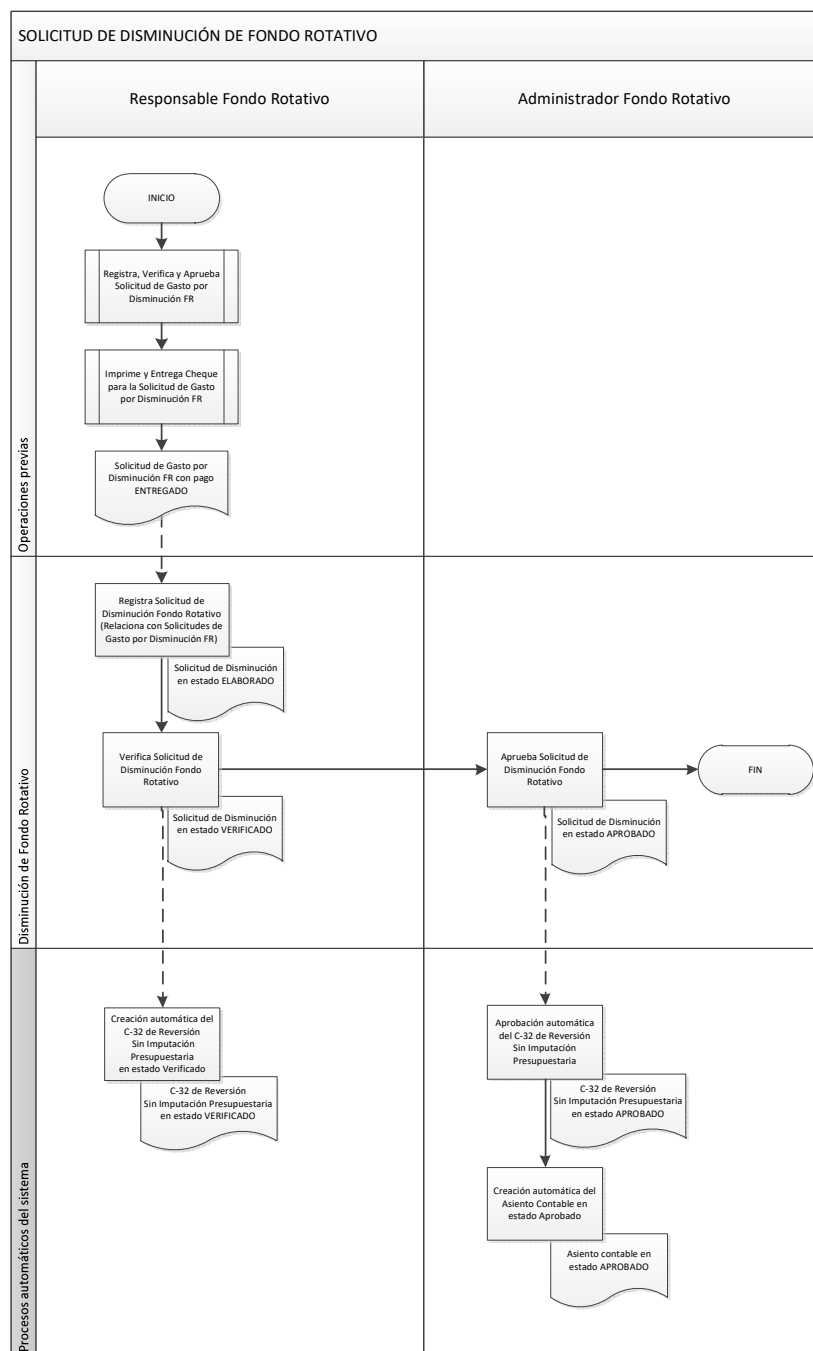 SOLICITUD DE DISMINUCIÓN DE FONDO ROTATIVO
Responsable Fondo Rotativo
Administrador Fondo Rotativo
Operaciones previas
INICIO
Registra, Verifica y Aprueba
Solicitud de Gasto por
Disminución FR
Imprime y Entrega Cheque
para la Solicitud de Gasto
por Disminución FR
Solicitud de Gasto por
Disminución FR con pago
ENTREGADO
Disminución de Fondo Rotativo
Registra Solicitud de
Disminución Fondo Rotativo
(Relaciona con Solicitudes de
Gasto por Disminución FR)
Solicitud de Disminución
en estado ELABORADO
Verifica Solicitud de
Disminución Fondo
Rotativo
Solicitud de Disminución
en estado VERIFICADO
Aprueba Solicitud de
Disminución Fondo
Rotativo
Solicitud de Disminución
en estado APROBADO
FIN
Procesos automáticos del sistema
Creación automática del
C-32 de Reversión
Sin Imputación
Presupuestaria
en estado Verificado
C-32 de Reversión
Sin Imputación Presupuestaria
en estado VERIFICADO
Aprobación automática
del C-32 de Reversión
Sin Imputación
Presupuestaria
C-32 de Reversión
Sin Imputación Presupuestaria
en estado APROBADO
Creación automática del
Asiento Contable en
estado Aprobado
Asiento contable en
estado APROBADO